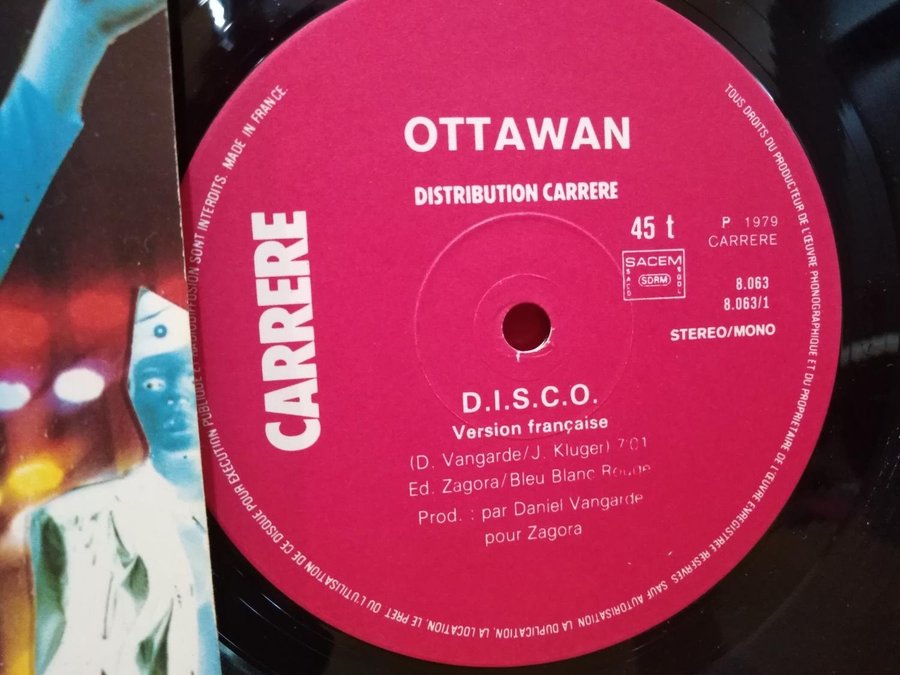 OTTAWAN
DISTRIBUTION CARRERE
CARRERE
45 t
P 1979
CARRERE
SACEM
SACD
SDRM
SGDL
8.063
8.063/1
STEREO/MONO
D.I.S.C.O.
Version française
(D. Vangarde/J. Kluger) 7'01
Ed. Zagora/Bleu Blanc Rouge
Prod. : par Daniel Vangarde
pour Zagora
TOUS DROITS DU PRODUCTEUR DE L'ŒUVRE PHONOGRAPHIQUE ET DU PROPRIETAIRE DE L'ŒUVRE ENREGISTREE RESERVES. SAUF AUTORISATION, LA DUPLICATION, LA LOCATION, LE PRET OU L'UTILISATION DE CE DISQUE POUR EXECUTION PUBLIQUE SONT INTERDITS. MADE IN FRANCE.